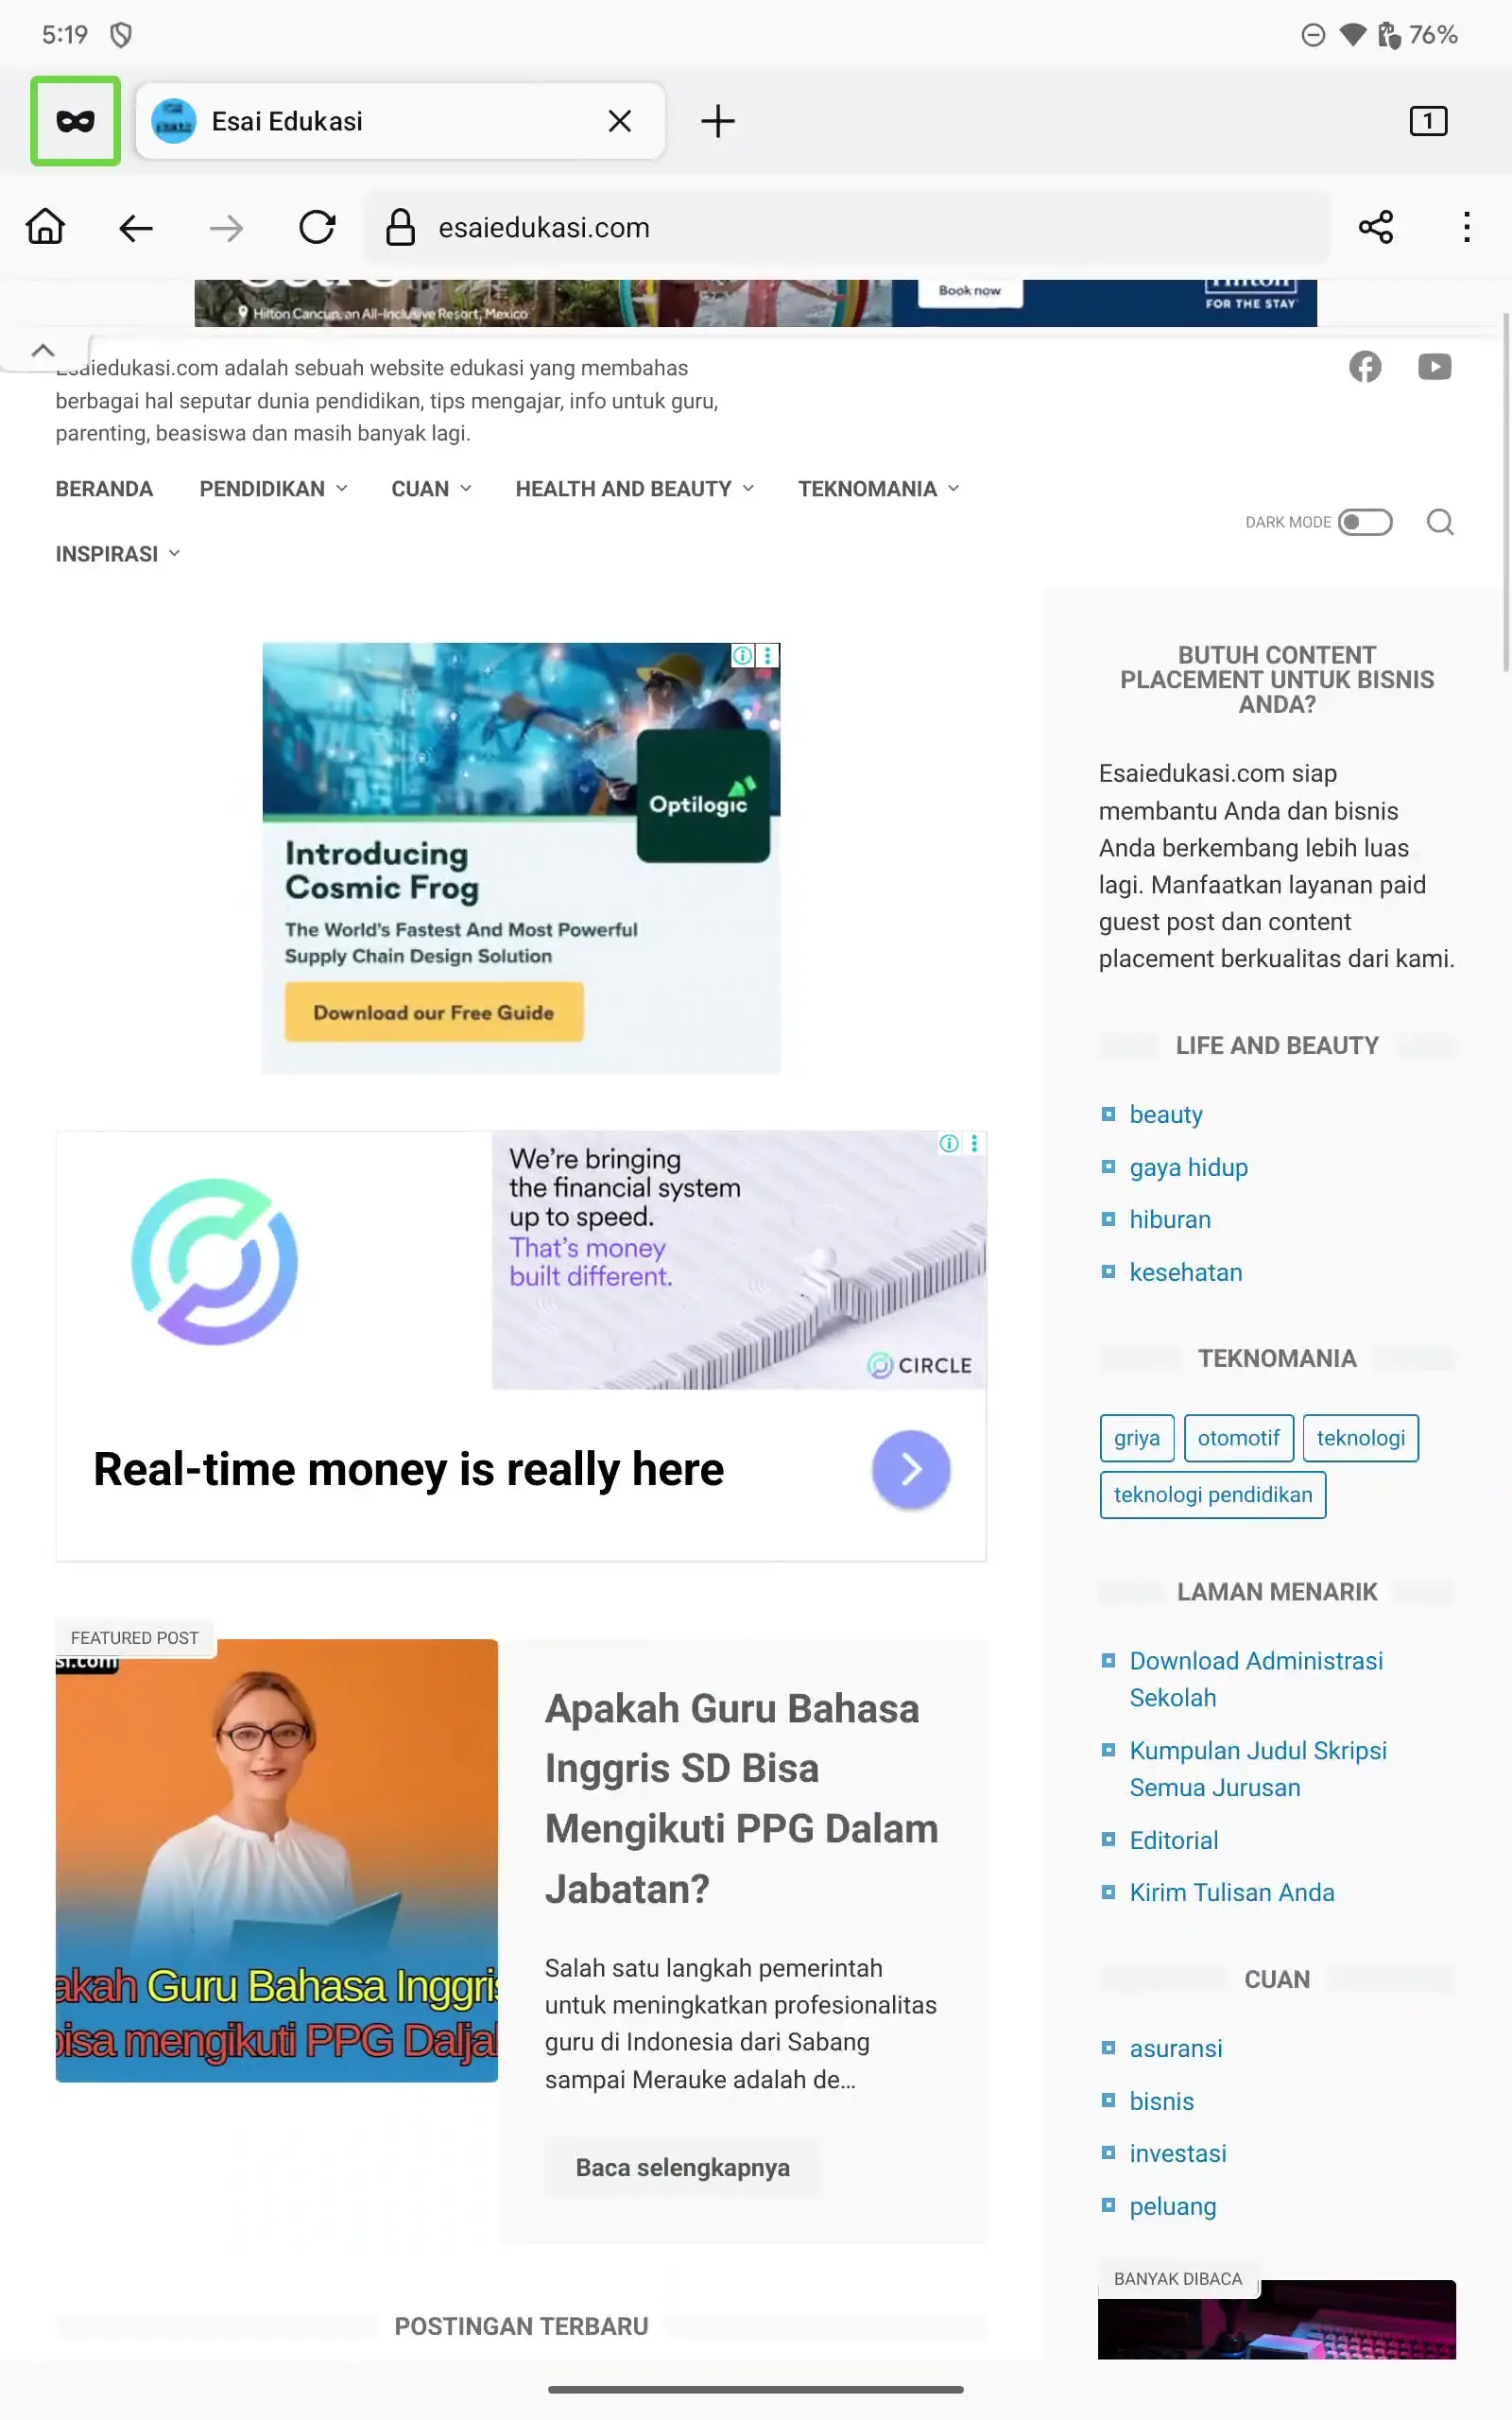 5:19
76%
Esai Edukasi
1
esaiedukasi.com
Book now
Hilton
FOR THE STAY
Hilton Cancun, an All-Inclusive Resort, Mexico
Esaiedukasi.com adalah sebuah website edukasi yang membahas
berbagai hal seputar dunia pendidikan, tips mengajar, info untuk guru,
parenting, beasiswa dan masih banyak lagi.
BERANDA PENDIDIKAN CUAN HEALTH AND BEAUTY TEKNOMANIA
INSPIRASI
DARK MODE
Optilogic
Introducing
Cosmic Frog
The World's Fastest And Most Powerful
Supply Chain Design Solution
Download our Free Guide
We're bringing
the financial system
up to speed.
That's money
built different.
CIRCLE
Real-time money is really here
FEATURED POST
si.com
akah Guru Bahasa Inggris
bisa mengikuti PPG Daljal
Apakah Guru Bahasa
Inggris SD Bisa
Mengikuti PPG Dalam
Jabatan?
Salah satu langkah pemerintah
untuk meningkatkan profesionalitas
guru di Indonesia dari Sabang
sampai Merauke adalah de...
Baca selengkapnya
POSTINGAN TERBARU
BUTUH CONTENT
PLACEMENT UNTUK BISNIS
ANDA?
Esaiedukasi.com siap
membantu Anda dan bisnis
Anda berkembang lebih luas
lagi. Manfaatkan layanan paid
guest post dan content
placement berkualitas dari kami.
LIFE AND BEAUTY
beauty
gaya hidup
hiburan
kesehatan
TEKNOMANIA
griya otomotif teknologi
teknologi pendidikan
LAMAN MENARIK
Download Administrasi
Sekolah
Kumpulan Judul Skripsi
Semua Jurusan
Editorial
Kirim Tulisan Anda
CUAN
asuransi
bisnis
investasi
peluang
BANYAK DIBACA